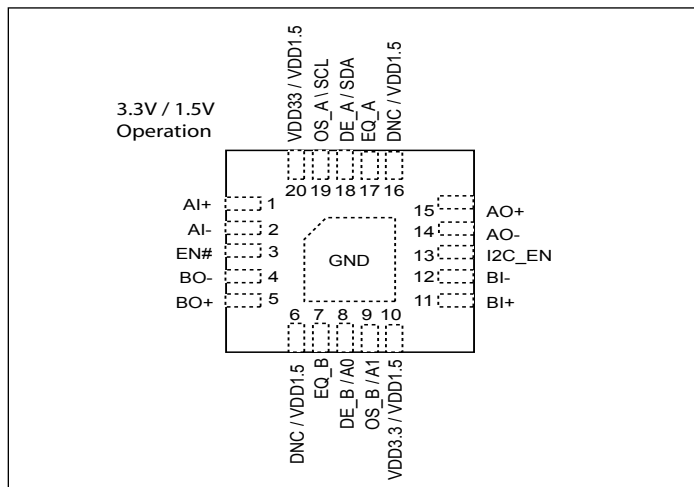 VDD33 / VDD1.5
OS_A \ SCL
DE_A / SDA
EQ_A
DNC / VDD1.5
3.3V / 1.5V
Operation
20 19 18 17 16
AI+ 1
AI- 2
EN# 3
BO- 4
BO+ 5
GND
15 AO+
14 AO-
13 I2C_EN
12 BI-
11 BI+
6 7 8 9 10
DNC / VDD1.5
EQ_B
DE_B / A0
OS_B / A1
VDD3.3 / VDD1.5